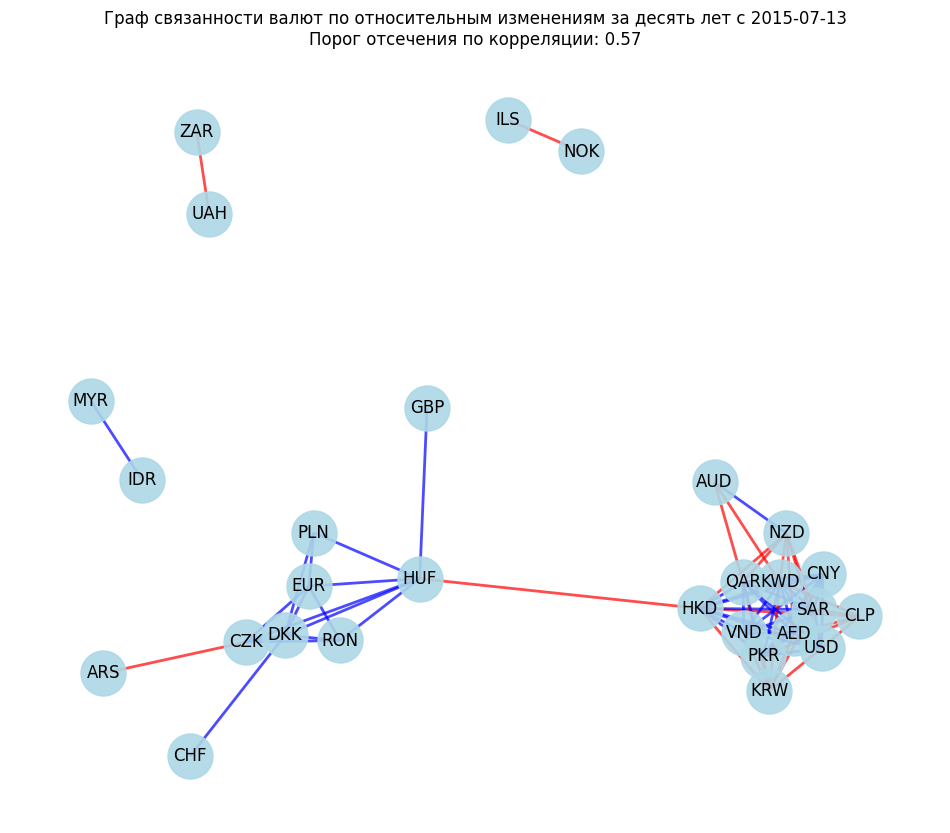 Граф связанности валют по относительным изменениям за десять лет с 2015-07-13
Порог отсечения по корреляции: 0.57
ILS
ZAR
NOK
UAH
MYR
GBP
IDR
AUD
PLN
NZD
CNY
HUF
QAR
KWD
EUR
HKD
SAR
CLP
VND
AED
DKK
RON
CZK
USD
PKR
ARS
KRW
CHF